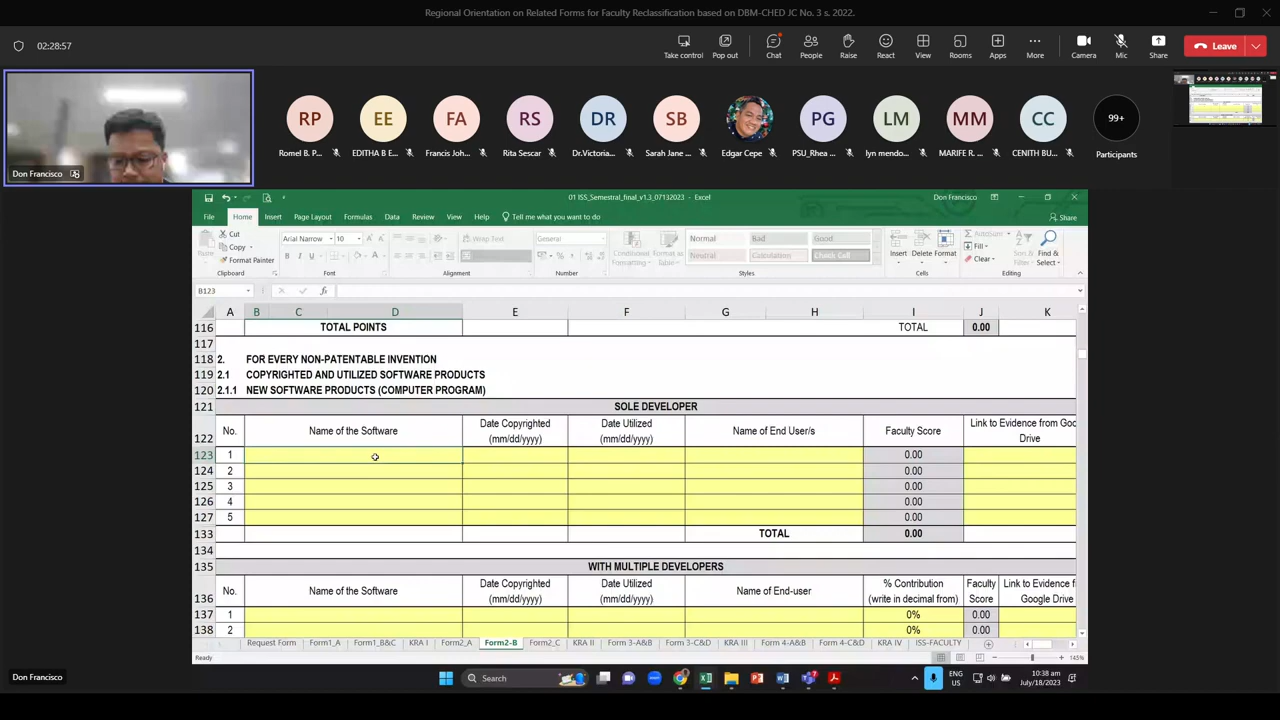 Regional Orientation on Related Forms for Faculty Reclassification based on DBM-CHED JC No. 3 s. 2022.
02:28:57
Take control Pop out Chat People Raise React View Rooms Apps More Camera Mic Share Leave
RP EE FA RS DR SB PG LM MM CC 99+
Romel B. P... EDITHA B E... Francis Joh... Rita Sescar Dr.Victoria... Sarah Jane ... Edgar Cepe PSU_Rhea ... lyn mendo... MARIFE R. ... CENITH BU... Participants
Don Francisco
01 ISS_Semestral_final_v1.3_07132023 - Excel Don Francisco
File Home Insert Page Layout Formulas Data Review View Help Tell me what you want to do Share
Paste Cut Arial Narrow 10 Wrap Text General Conditional Formatting Format as Table Normal Bad Good Insert Delete Format AutoSum Sort & Filter Find & Select
Copy Fill
Format Painter Neutral Calculation Check Cell Clear
Clipboard Font Alignment Number Styles Cells Editing
B123
A B C D E F G H I J K
116 TOTAL POINTS TOTAL 0.00
117
118 2. FOR EVERY NON-PATENTABLE INVENTION
119 2.1 COPYRIGHTED AND UTILIZED SOFTWARE PRODUCTS
120 2.1.1 NEW SOFTWARE PRODUCTS (COMPUTER PROGRAM)
121 SOLE DEVELOPER
122 No. Name of the Software Date Copyrighted (mm/dd/yyyy) Date Utilized (mm/dd/yyyy) Name of End User/s Faculty Score Link to Evidence from Goo Drive
123 1 0.00
124 2 0.00
125 3 0.00
126 4 0.00
127 5 0.00
133 TOTAL 0.00
134
135 WITH MULTIPLE DEVELOPERS
136 No. Name of the Software Date Copyrighted (mm/dd/yyyy) Date Utilized (mm/dd/yyyy) Name of End-user % Contribution (write in decimal from) Faculty Score Link to Evidence f Google Drive
137 1 0% 0.00
138 2 0% 0.00
Request Form Form1_A Form1_B&C KRA I Form2_A Form2-B Form2_C KRA II Form 3-A&B Form 3-C&D KRA III Form 4-A&B Form 4-C&D KRA IV ISS-FACULTY
Ready 145%
Don Francisco
Search ENG US 10:38 am July/18/2023